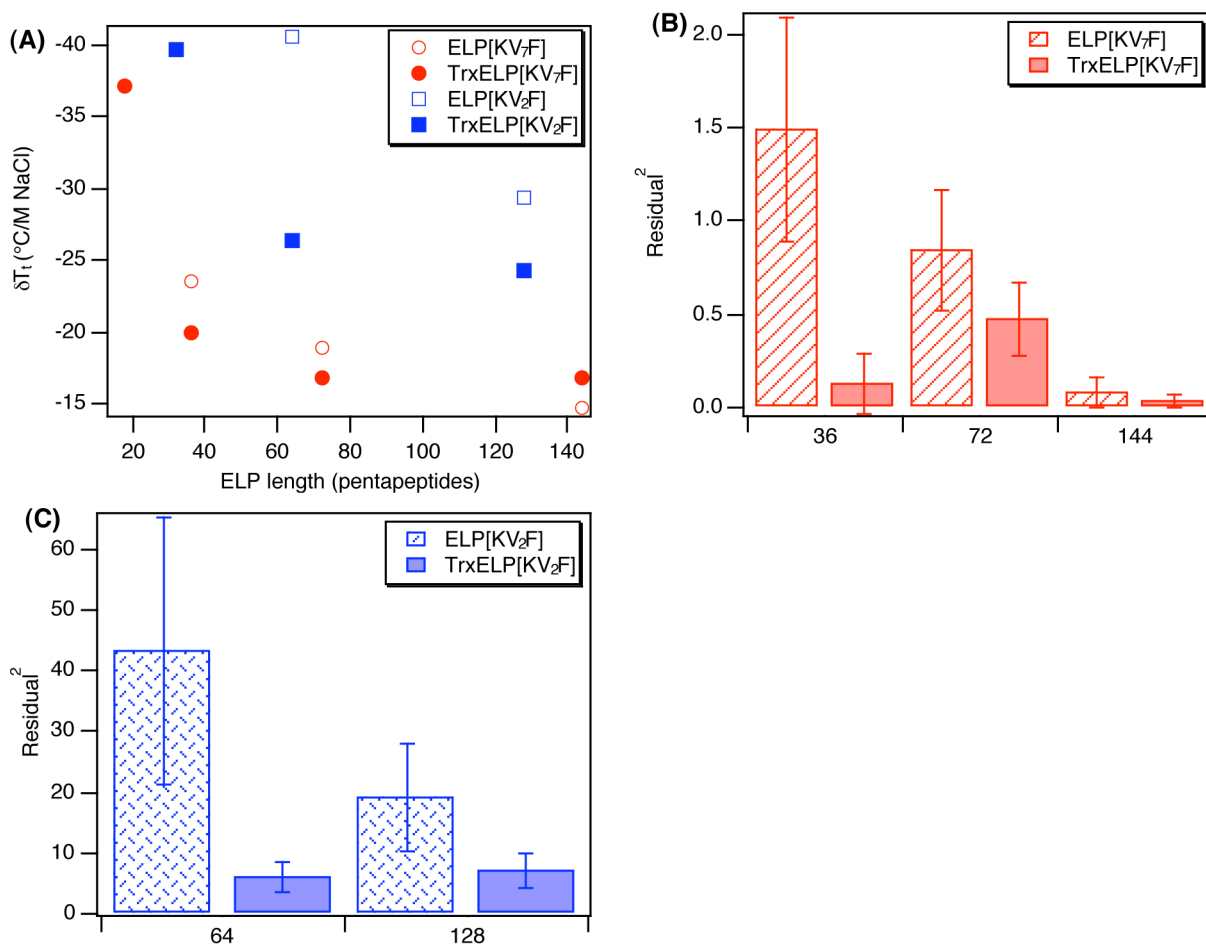 (A)
δTt (°C/M NaCl)
-40
-35
-30
-25
-20
-15
20
40
60
80
100
120
140
ELP length (pentapeptides)
ELP[KV₇F]
TrxELP[KV₇F]
ELP[KV₂F]
TrxELP[KV₂F]
(B)
Residual²
2.0
1.5
1.0
0.5
0.0
36
72
144
ELP[KV₇F]
TrxELP[KV₇F]
(C)
Residual²
60
50
40
30
20
10
0
64
128
ELP[KV₂F]
TrxELP[KV₂F]